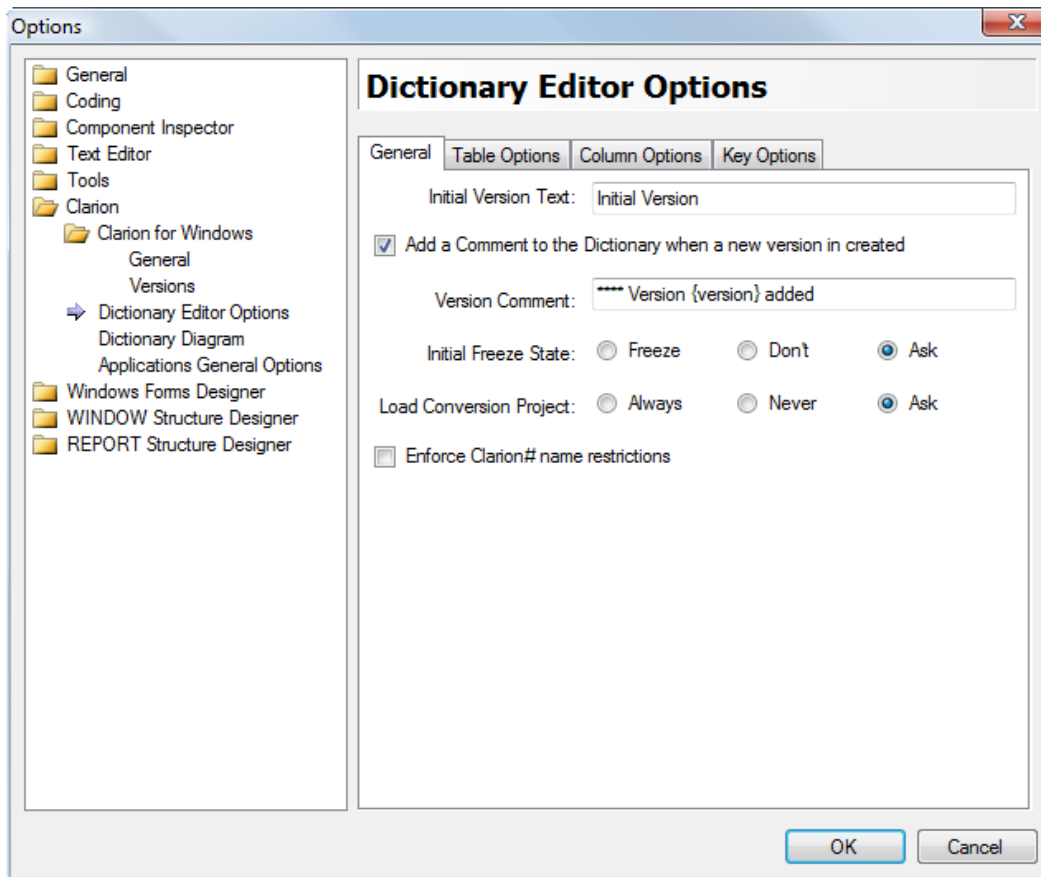 Options
General
Coding
Component Inspector
Text Editor
Tools
Clarion
Clarion for Windows
General
Versions
Dictionary Editor Options
Dictionary Diagram
Applications General Options
Windows Forms Designer
WINDOW Structure Designer
REPORT Structure Designer
Dictionary Editor Options
General Table Options Column Options Key Options
Initial Version Text: Initial Version
Add a Comment to the Dictionary when a new version in created
Version Comment: **** Version {version} added
Initial Freeze State: Freeze Don't Ask
Load Conversion Project: Always Never Ask
Enforce Clarion# name restrictions
OK Cancel